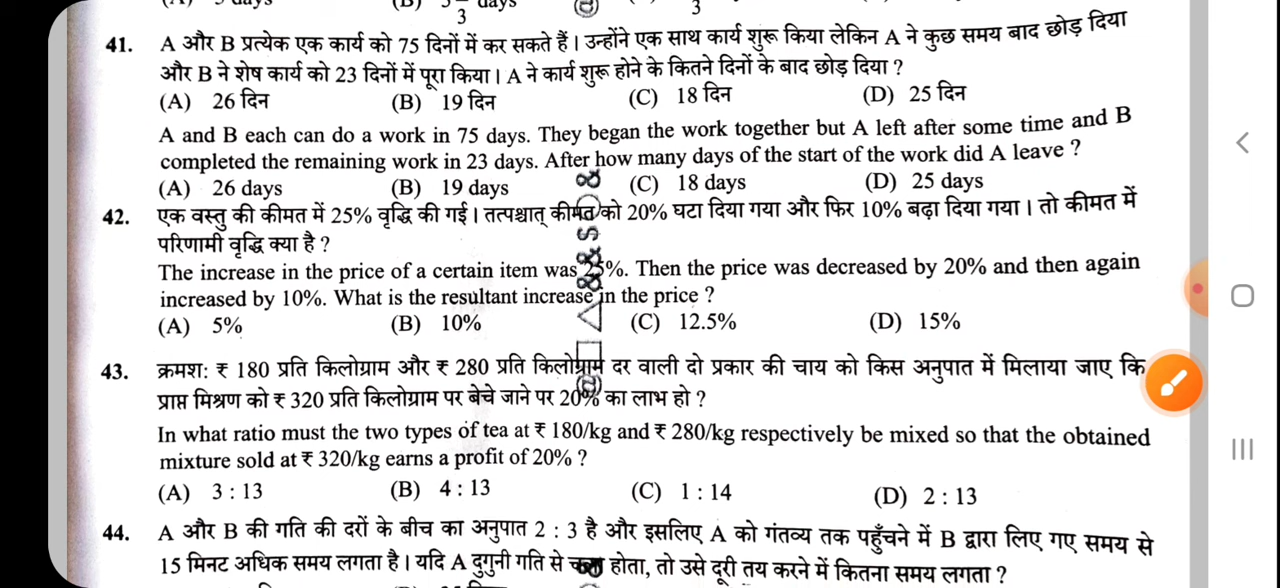 (B)
days
3
3
41. A और B प्रत्येक एक कार्य को 75 दिनों में कर सकते हैं। उन्होंने एक साथ कार्य शुरू किया लेकिन A ने कुछ समय बाद छोड़ दिया
और B ने शेष कार्य को 23 दिनों में पूरा किया। A ने कार्य शुरू होने के कितने दिनों के बाद छोड़ दिया ?
(A) 26 दिन (B) 19 दिन (C) 18 दिन (D) 25 दिन
A and B each can do a work in 75 days. They began the work together but A left after some time and B
completed the remaining work in 23 days. After how many days of the start of the work did A leave ?
(A) 26 days (B) 19 days (C) 18 days (D) 25 days
42. एक वस्तु की कीमत में 25% वृद्धि की गई। तत्पश्चात् कीमत को 20% घटा दिया गया और फिर 10% बढ़ा दिया गया। तो कीमत में
परिणामी वृद्धि क्या है ?
The increase in the price of a certain item was 25%. Then the price was decreased by 20% and then again
increased by 10%. What is the resultant increase in the price ?
(A) 5% (B) 10% (C) 12.5% (D) 15%
43. क्रमश: ₹ 180 प्रति किलोग्राम और ₹ 280 प्रति किलोग्राम दर वाली दो प्रकार की चाय को किस अनुपात में मिलाया जाए कि
प्राप्त मिश्रण को ₹ 320 प्रति किलोग्राम पर बेचे जाने पर 20% का लाभ हो ?
In what ratio must the two types of tea at ₹ 180/kg and ₹ 280/kg respectively be mixed so that the obtained
mixture sold at ₹ 320/kg earns a profit of 20% ?
(A) 3 : 13 (B) 4 : 13 (C) 1 : 14 (D) 2 : 13
44. A और B की गति की दरों के बीच का अनुपात 2 : 3 है और इसलिए A को गंतव्य तक पहुँचने में B द्वारा लिए गए समय से
15 मिनट अधिक समय लगता है। यदि A दुगुनी गति से होता, तो उसे दूरी तय करने में कितना समय लगता ?